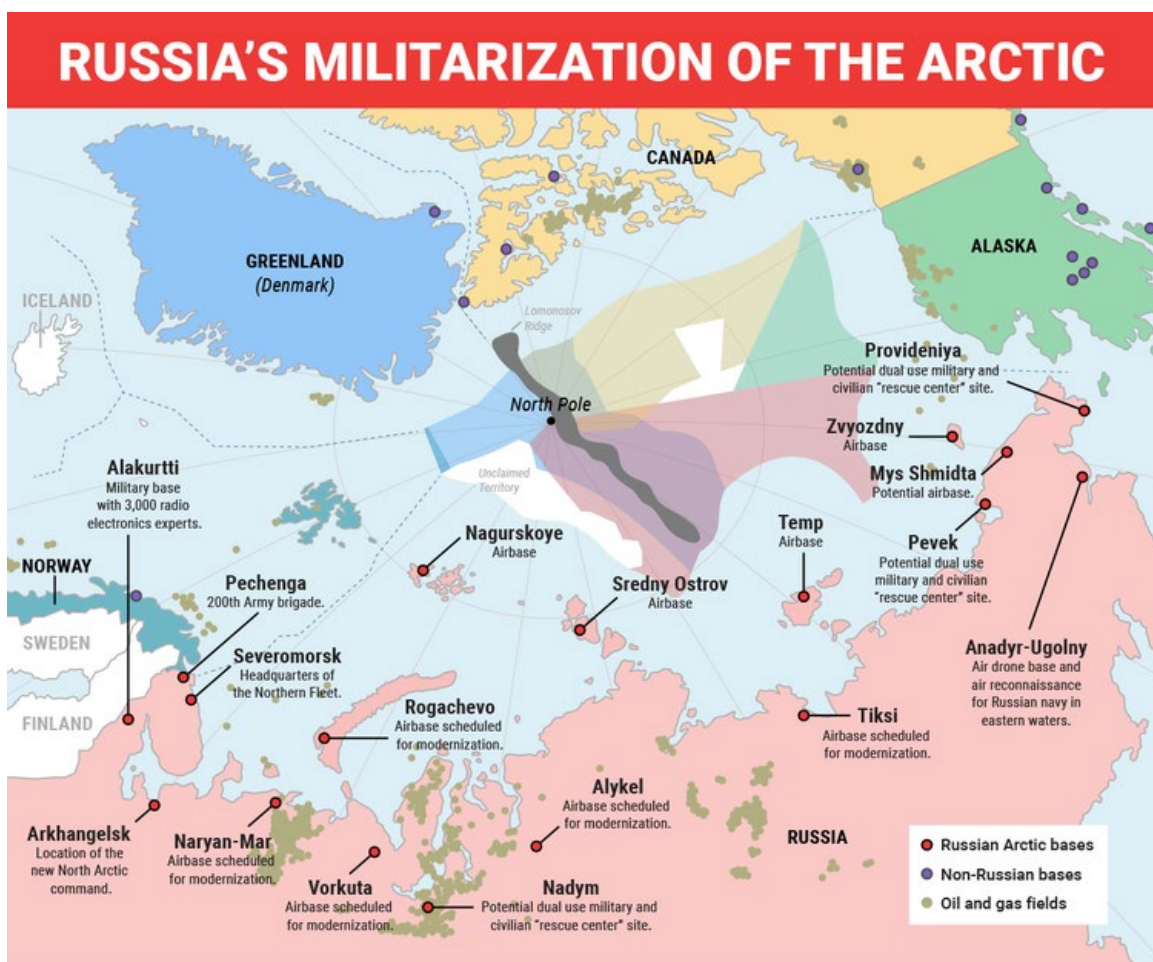 RUSSIA'S MILITARIZATION OF THE ARCTIC
CANADA
GREENLAND
(Denmark)
ALASKA
ICELAND
Lomonosov
Ridge
North Pole
Unclaimed
Territory
Provideniya
Potential dual use military and
civilian "rescue center" site.
Zvyozdny
Airbase
Mys Shmidta
Potential airbase.
Pevek
Potential dual use
military and civilian
"rescue center" site.
Temp
Airbase
Anadyr-Ugolny
Air drone base and
air reconnaissance
for Russian navy in
eastern waters.
Alakurtti
Military base
with 3,000 radio
electronics experts.
Nagurskoye
Airbase
Sredny Ostrov
Airbase
NORWAY
Pechenga
200th Army brigade.
SWEDEN
Severomorsk
Headquarters of
the Northern Fleet.
FINLAND
Rogachevo
Airbase scheduled
for modernization.
Tiksi
Airbase scheduled
for modernization.
Alykel
Airbase scheduled
for modernization.
Arkhangelsk
Location of the
new North Arctic
command.
Naryan-Mar
Airbase scheduled
for modernization.
Vorkuta
Airbase scheduled
for modernization.
Nadym
Potential dual use military and
civilian "rescue center" site.
RUSSIA
Russian Arctic bases
Non-Russian bases
Oil and gas fields